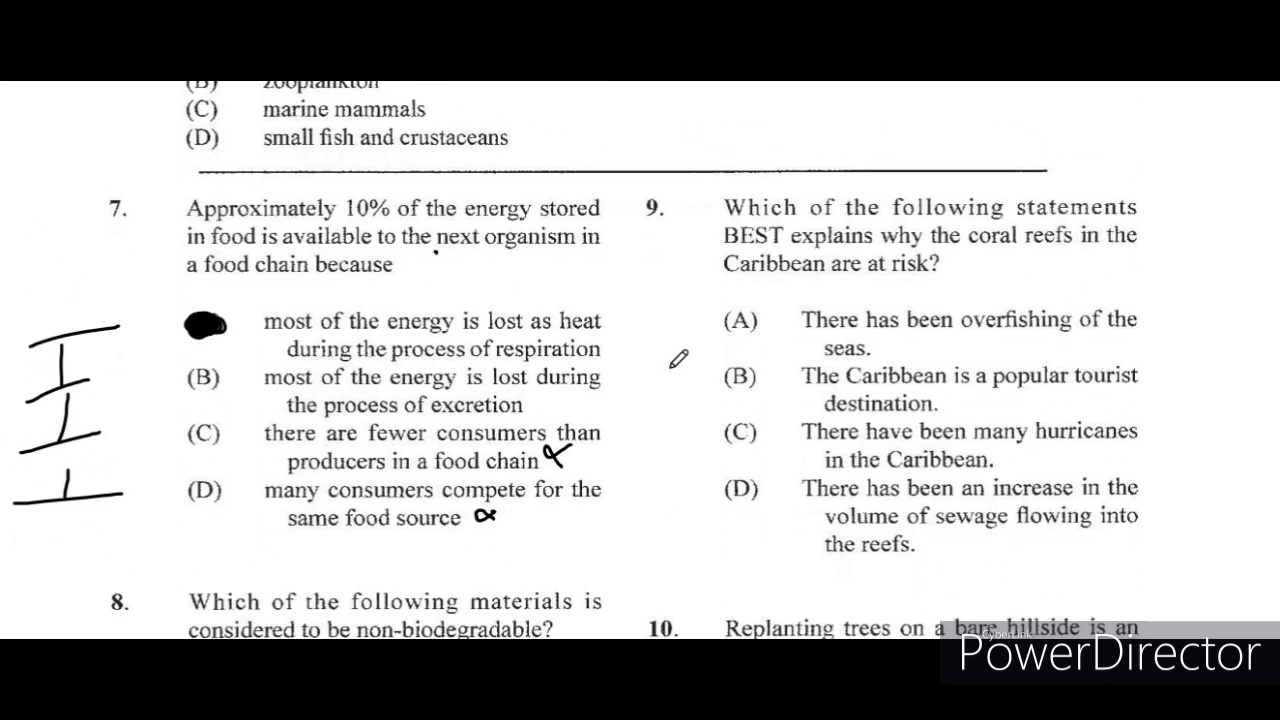 (B) zooplankton
(C) marine mammals
(D) small fish and crustaceans
7. Approximately 10% of the energy stored
in food is available to the next organism in
a food chain because
most of the energy is lost as heat
during the process of respiration
(B) most of the energy is lost during
the process of excretion
(C) there are fewer consumers than
producers in a food chain
(D) many consumers compete for the
same food source
8. Which of the following materials is
considered to be non-biodegradable?
9. Which of the following statements
BEST explains why the coral reefs in the
Caribbean are at risk?
(A) There has been overfishing of the
seas.
(B) The Caribbean is a popular tourist
destination.
(C) There have been many hurricanes
in the Caribbean.
(D) There has been an increase in the
volume of sewage flowing into
the reefs.
10. Replanting trees on a bare hillside is an
CyberLink
PowerDirector